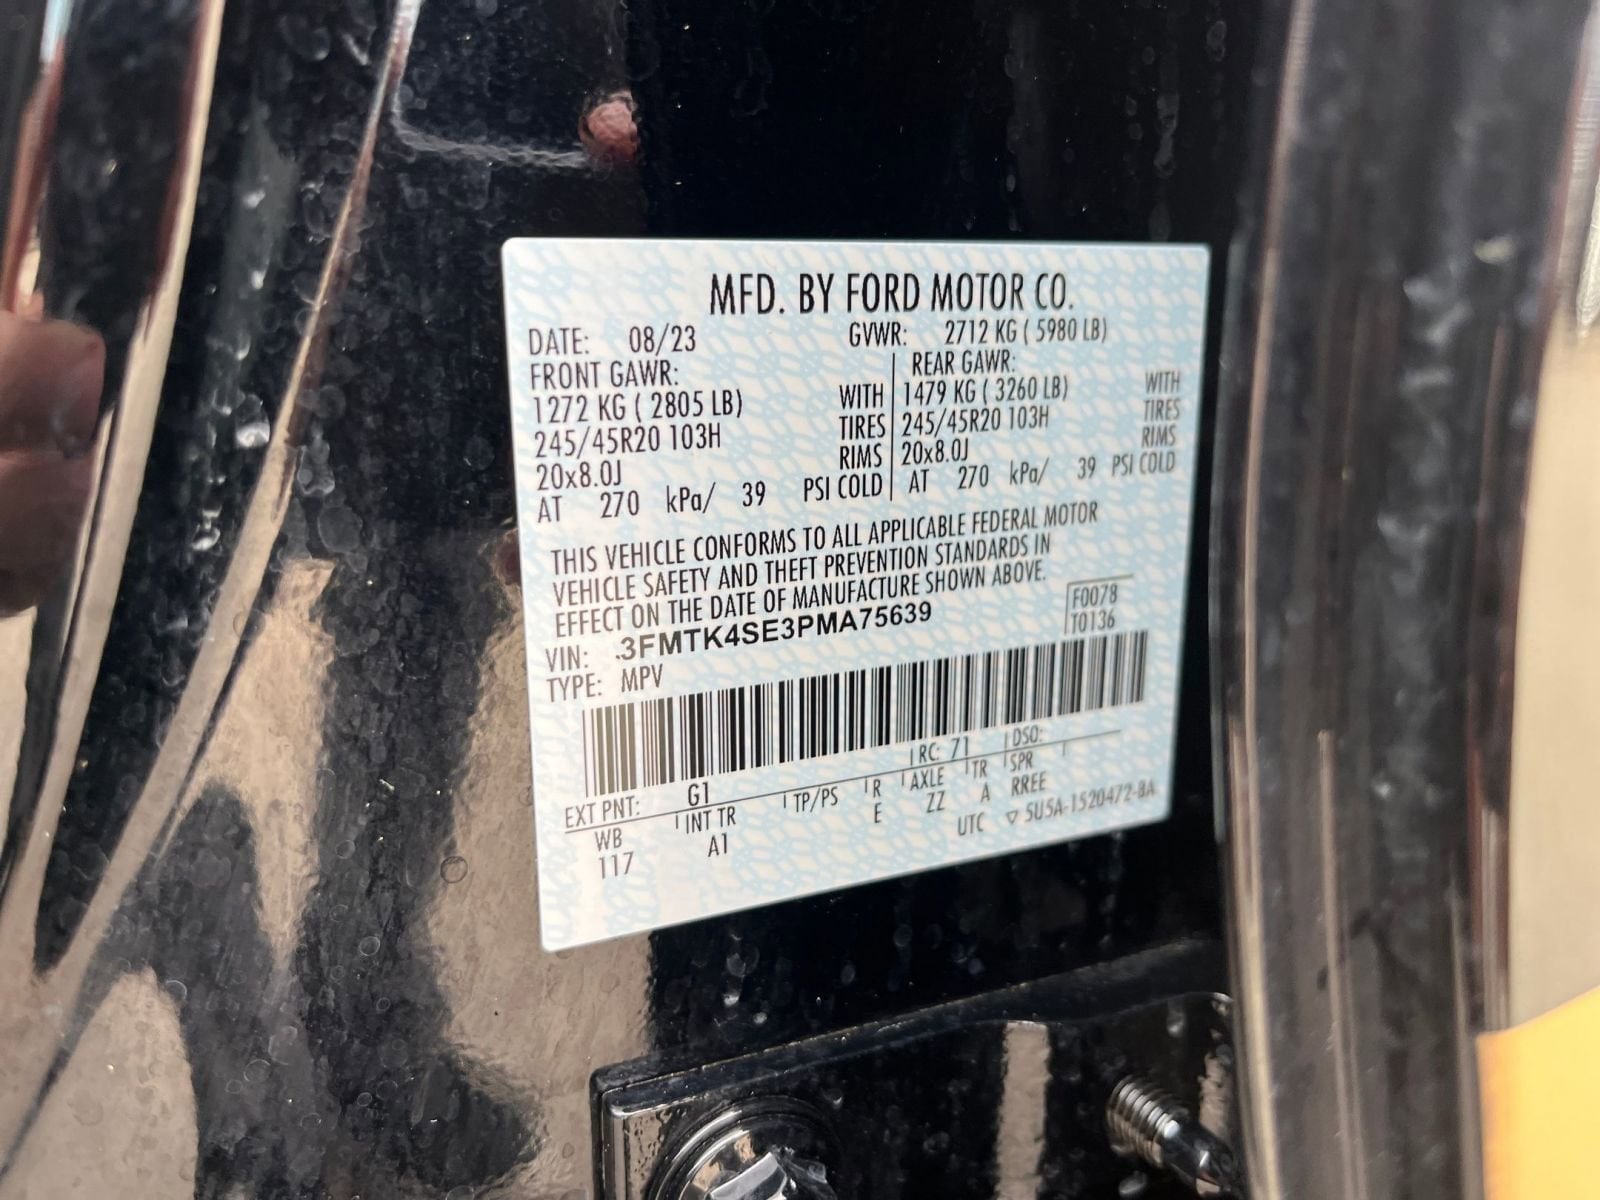 MFD. BY FORD MOTOR CO.
DATE: 08/23 GVWR: 2712 KG ( 5980 LB)
FRONT GAWR: REAR GAWR:
1272 KG ( 2805 LB) WITH 1479 KG ( 3260 LB) WITH
245/45R20 103H TIRES 245/45R20 103H TIRES
20x8.0J RIMS 20x8.0J RIMS
AT 270 kPa/ 39 PSI COLD AT 270 kPa/ 39 PSI COLD
THIS VEHICLE CONFORMS TO ALL APPLICABLE FEDERAL MOTOR
VEHICLE SAFETY AND THEFT PREVENTION STANDARDS IN
EFFECT ON THE DATE OF MANUFACTURE SHOWN ABOVE.
F0078
VIN: 3FMTK4SE3PMA75639 T0136
TYPE: MPV
EXT PNT: G1 RC: 71 DSO:
WB INT TR TP/PS R AXLE TR SPR
117 A1 E ZZ A RREE
UTC ▽ 5U5A-1520472-BA